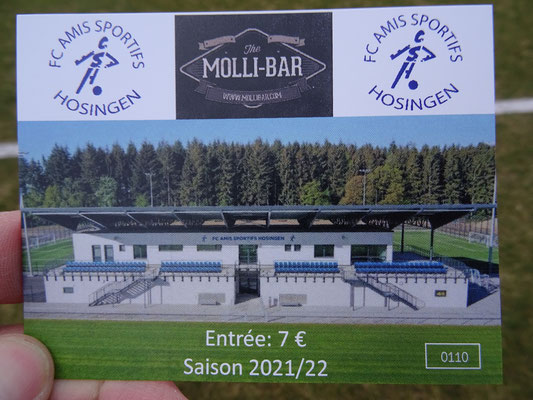 FC AMIS SPORTIFS
HOSINGEN
The
MOLLI-BAR
WWW.MOLLIBAR.COM
FC AMIS SPORTIFS
HOSINGEN
FC AMIS SPORTIFS HOSINGEN
Entrée: 7 €
Saison 2021/22
0110